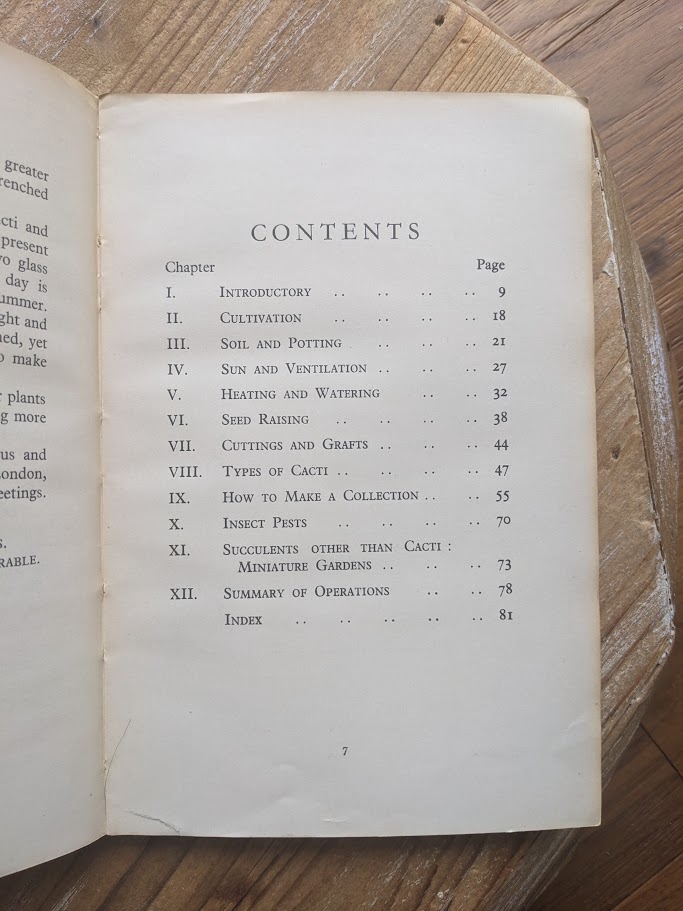 greater
renched
cti and
present
vo glass
day is
ummer.
ght and
ned, yet
o make
r plants
ng more
us and
London,
eetings.
s.
RABLE.
CONTENTS
Chapter Page
I. Introductory .. .. .. .. 9
II. Cultivation .. .. .. .. 18
III. Soil and Potting .. .. .. 21
IV. Sun and Ventilation .. .. .. 27
V. Heating and Watering .. .. 32
VI. Seed Raising .. .. .. .. 38
VII. Cuttings and Grafts .. .. .. 44
VIII. Types of Cacti .. .. .. .. 47
IX. How to Make a Collection .. .. 55
X. Insect Pests .. .. .. .. 70
XI. Succulents other than Cacti :
Miniature Gardens .. .. .. 73
XII. Summary of Operations .. .. 78
Index .. .. .. .. .. 81
7